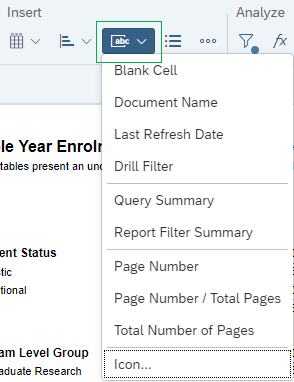 Insert Analyze
abc fx
Blank Cell
Document Name
le Year Enroln
Last Refresh Date
tables present an und
Drill Filter
Query Summary
Report Filter Summary
ent Status
Page Number
stic
tional
Page Number / Total Pages
Total Number of Pages
am Level Group
Icon...
aduate Research